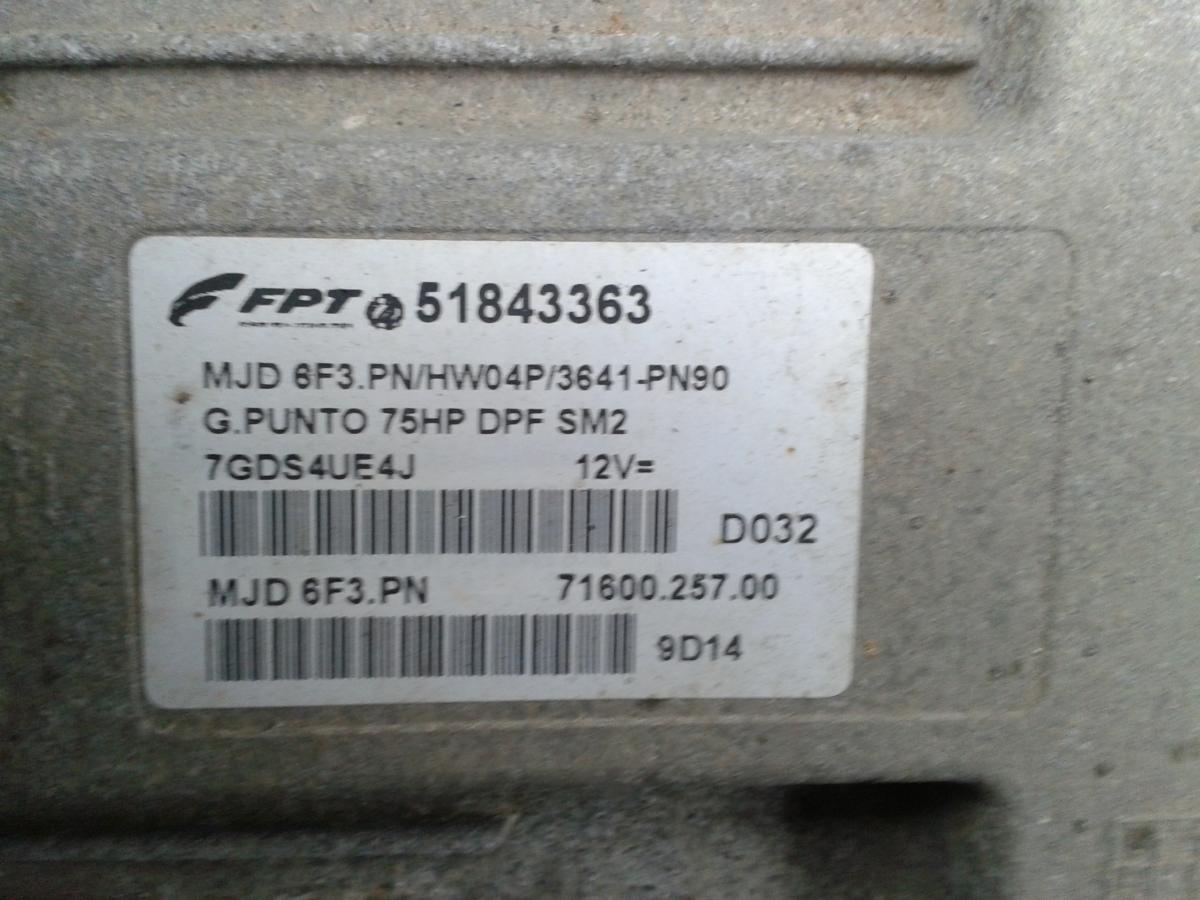 FPT 51843363
MJD 6F3.PN/HW04P/3641-PN90
G.PUNTO 75HP DPF SM2
7GDS4UE4J 12V=
D032
MJD 6F3.PN 71600.257.00
9D14